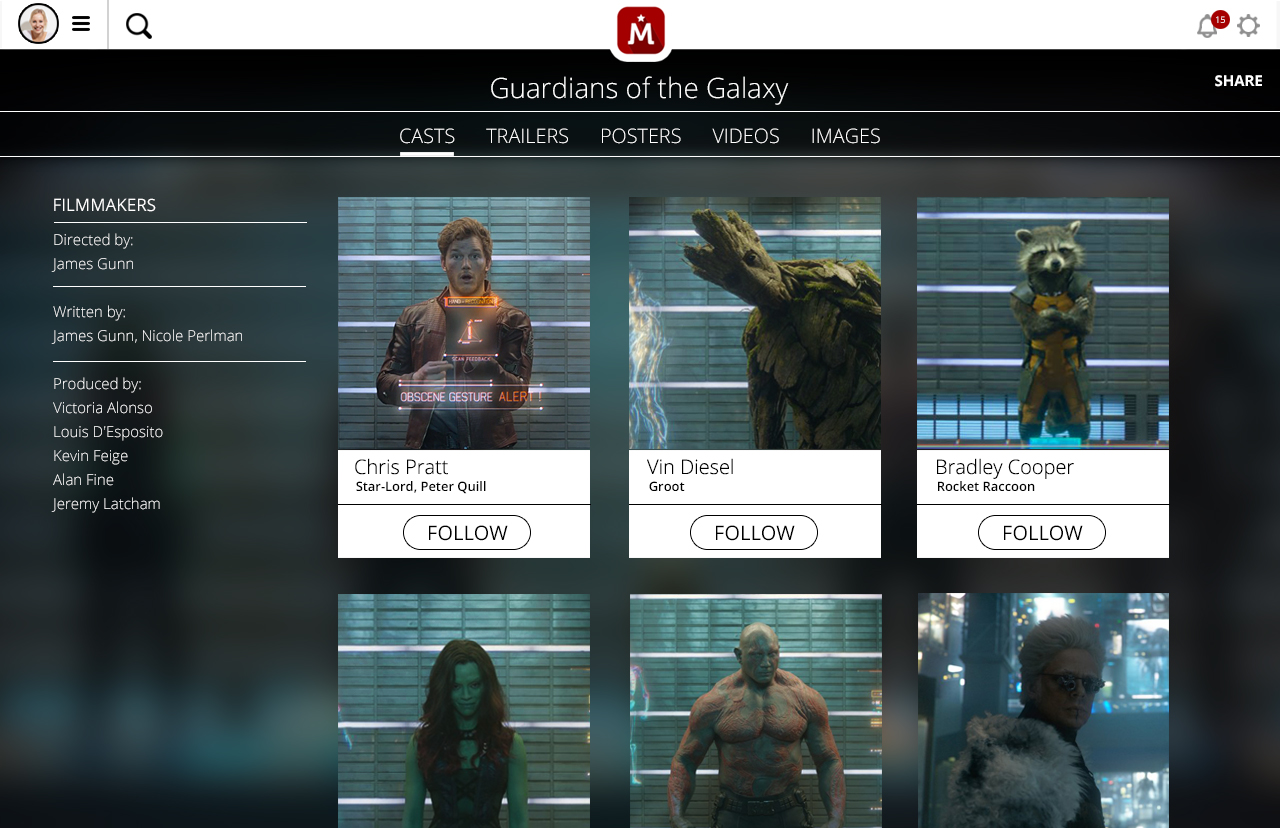 M
15
Guardians of the Galaxy
SHARE
CASTS TRAILERS POSTERS VIDEOS IMAGES
FILMMAKERS
Directed by:
James Gunn
Written by:
James Gunn, Nicole Perlman
Produced by:
Victoria Alonso
Louis D'Esposito
Kevin Feige
Alan Fine
Jeremy Latcham
SCAN FEEDBACK
OBSCENE GESTURE ALERT !
Chris Pratt
Star-Lord, Peter Quill
FOLLOW
Vin Diesel
Groot
FOLLOW
Bradley Cooper
Rocket Raccoon
FOLLOW